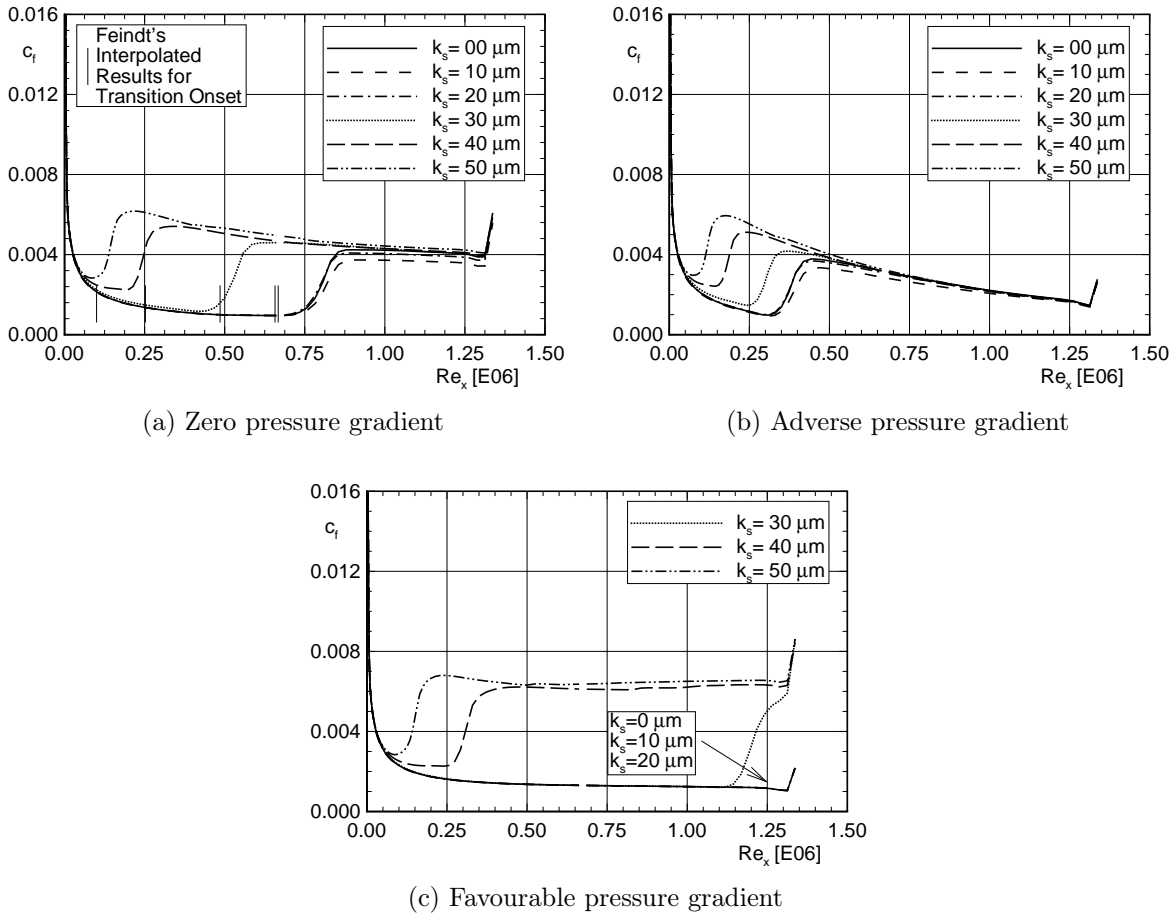 c_f
0.016
0.012
0.008
0.004
0.000
Feindt's
Interpolated
Results for
Transition Onset
k_s= 00 μm
k_s= 10 μm
k_s= 20 μm
k_s= 30 μm
k_s= 40 μm
k_s= 50 μm
0.00 0.25 0.50 0.75 1.00 1.25 1.50
Re_x [E06]
(a) Zero pressure gradient
c_f
0.016
0.012
0.008
0.004
0.000
k_s= 00 μm
k_s= 10 μm
k_s= 20 μm
k_s= 30 μm
k_s= 40 μm
k_s= 50 μm
0.00 0.25 0.50 0.75 1.00 1.25 1.50
Re_x [E06]
(b) Adverse pressure gradient
0.016
c_f
0.012
0.008
0.004
0.000
k_s= 30 μm
k_s= 40 μm
k_s= 50 μm
k_s=0 μm
k_s=10 μm
k_s=20 μm
0.00 0.25 0.50 0.75 1.00 1.25 1.50
Re_x [E06]
(c) Favourable pressure gradient